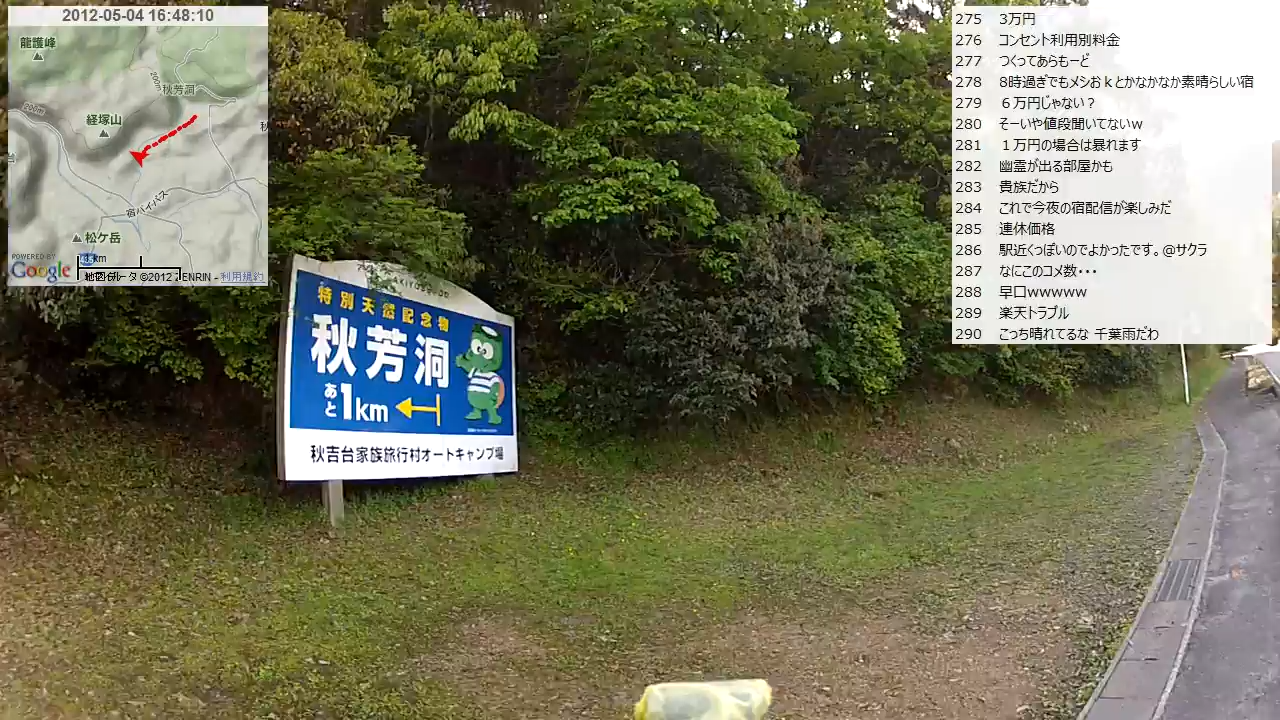 2012-05-04 16:48:10
龍護峰
200m
秋芳洞
200m
経塚山
秋
宿バイパス
松ケ岳
POWERED BY
Google
地図データ ©2012 ZENRIN - 利用規約
特別天然記念物
秋芳洞
あと1km
秋吉台家族旅行村オートキャンプ場
275 3万円
276 コンセント利用別料金
277 つくってあらもーど
278 8時過ぎでもメシおｋとかなかなか素晴らしい宿
279 ６万円じゃない？
280 そーいや値段聞いてないｗ
281 １万円の場合は暴れます
282 幽霊が出る部屋かも
283 貴族だから
284 これで今夜の宿配信が楽しみだ
285 連休価格
286 駅近くっぽいのでよかったです。@サクラ
287 なにこのコメ数・・・
288 早口wwwww
289 楽天トラブル
290 こっち晴れてるな 千葉雨だわ